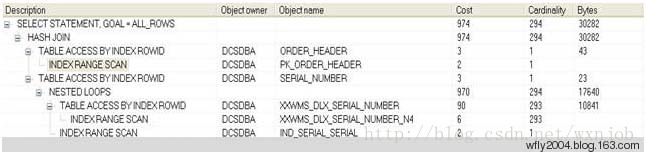 Description Object owner Object name Cost Cardinality Bytes
SELECT STATEMENT, GOAL = ALL_ROWS 974 294 30282
HASH JOIN 974 294 30282
TABLE ACCESS BY INDEX ROWID DCSDBA ORDER_HEADER 3 1 43
INDEX RANGE SCAN DCSDBA PK_ORDER_HEADER 2 1
TABLE ACCESS BY INDEX ROWID DCSDBA SERIAL_NUMBER 3 1 23
NESTED LOOPS 970 294 17640
TABLE ACCESS BY INDEX ROWID DCSDBA XXWMS_DLX_SERIAL_NUMBER 90 293 10841
INDEX RANGE SCAN DCSDBA XXWMS_DLX_SERIAL_NUMBER_N4 6 293
INDEX RANGE SCAN DCSDBA IND_SERIAL_SERIAL 2 1
http://blog.csdn.net/wxnjob
wfly2004.blog.163.com